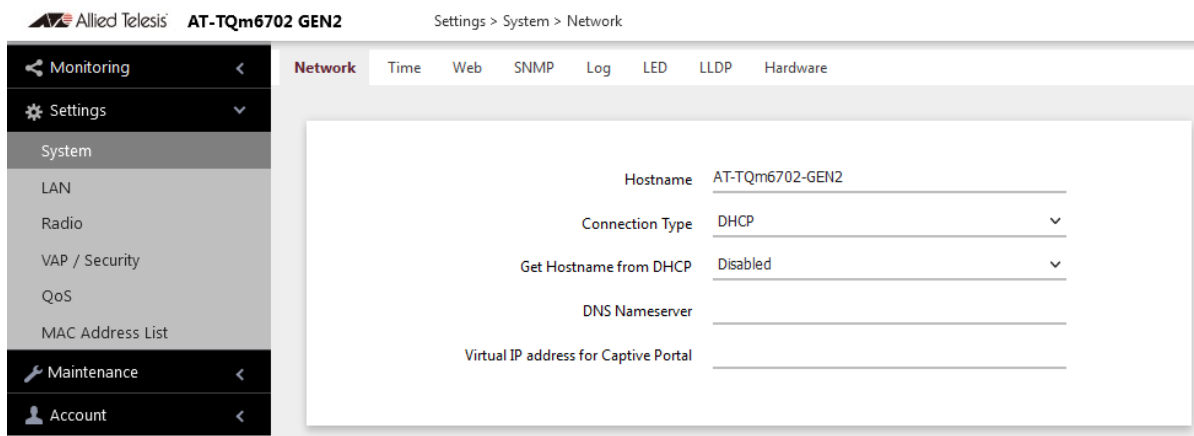 Allied Telesis AT-TQm6702 GEN2 Settings > System > Network
Monitoring
Network Time Web SNMP Log LED LLDP Hardware
Settings
System
LAN
Radio
VAP / Security
QoS
MAC Address List
Maintenance
Account
Hostname AT-TQm6702-GEN2
Connection Type DHCP
Get Hostname from DHCP Disabled
DNS Nameserver
Virtual IP address for Captive Portal